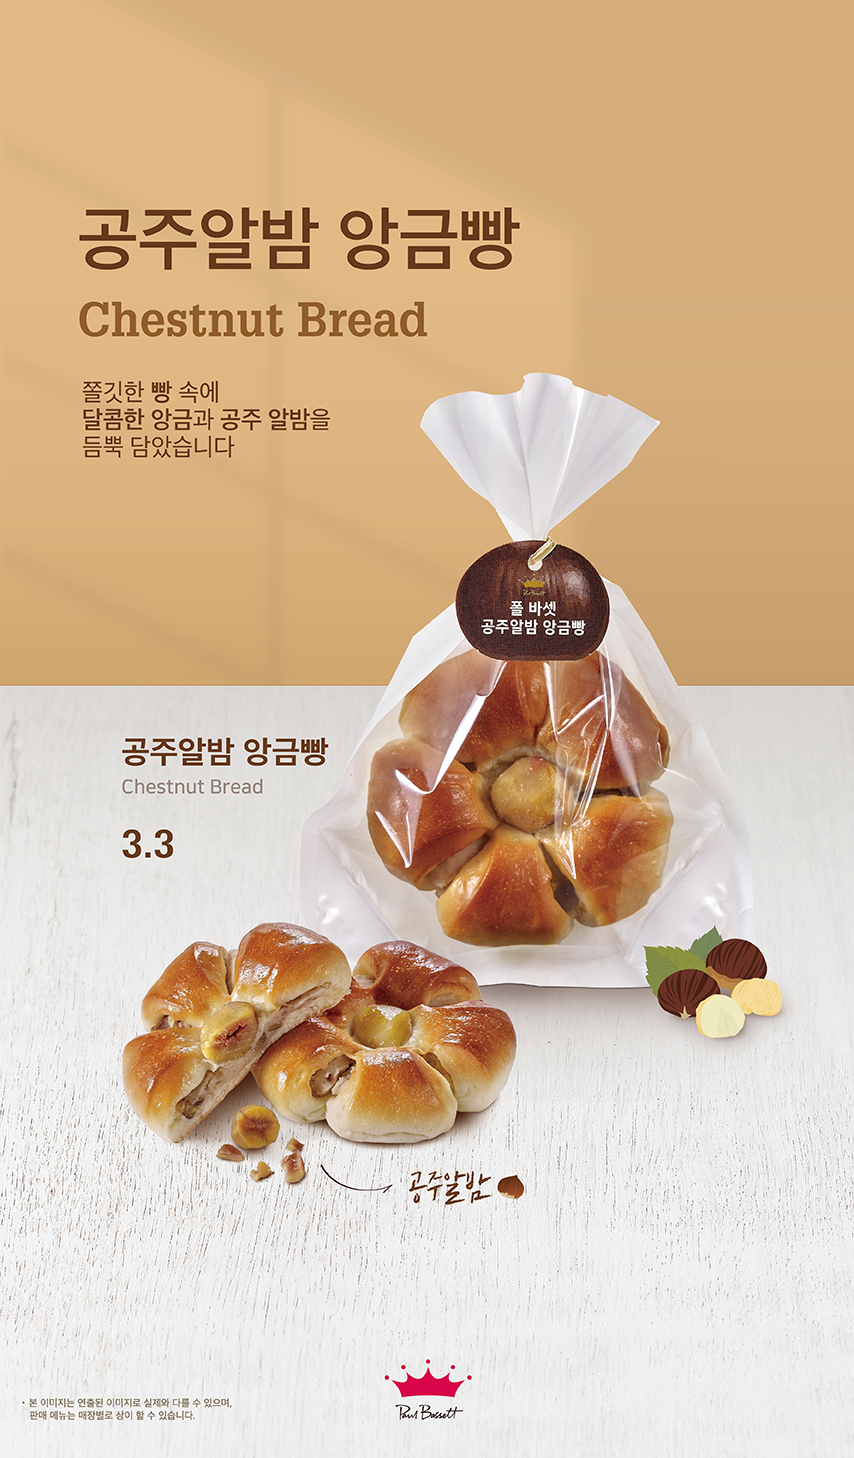 공주알밤 앙금빵
Chestnut Bread
쫄깃한 빵 속에
달콤한 앙금과 공주 알밤을
듬뿍 담았습니다
Paul Bassett
폴 바셋
공주알밤 앙금빵
공주알밤 앙금빵
Chestnut Bread
3.3
공주알밤
• 본 이미지는 연출된 이미지로 실제와 다를 수 있으며,
판매 메뉴는 매장별로 상이 할 수 있습니다.
Paul Bassett